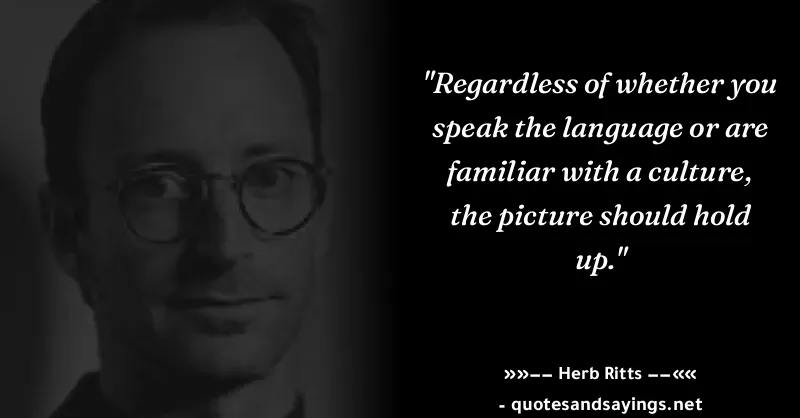 "Regardless of whether you
speak the language or are
familiar with a culture,
the picture should hold
up."
»»−− Herb Ritts −−««
- quotesandsayings.net